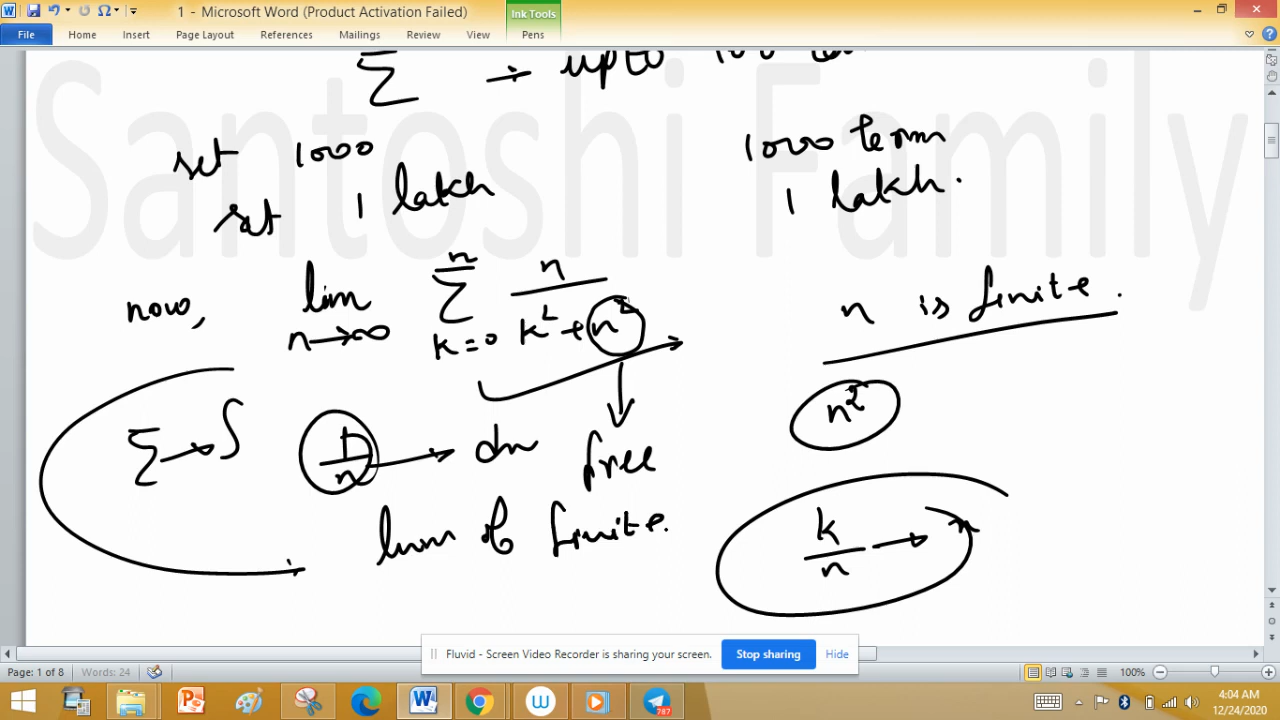 1 - Microsoft Word (Product Activation Failed)
Ink Tools
File Home Insert Page Layout References Mailings Review View Pens
Santoshi Family
Σ → upto 100
set 1000 1000 term
set 1 lakh 1 lakh.
now, lim n→∞ Σ k=0 n n/(k²+n²) n is finite.
n²
Σ → ∫ 1/n → dx free
k/n → x
of finite.
Fluvid - Screen Video Recorder is sharing your screen. Stop sharing Hide
Page: 1 of 8 Words: 24 100%
787
4:04 AM
12/24/2020